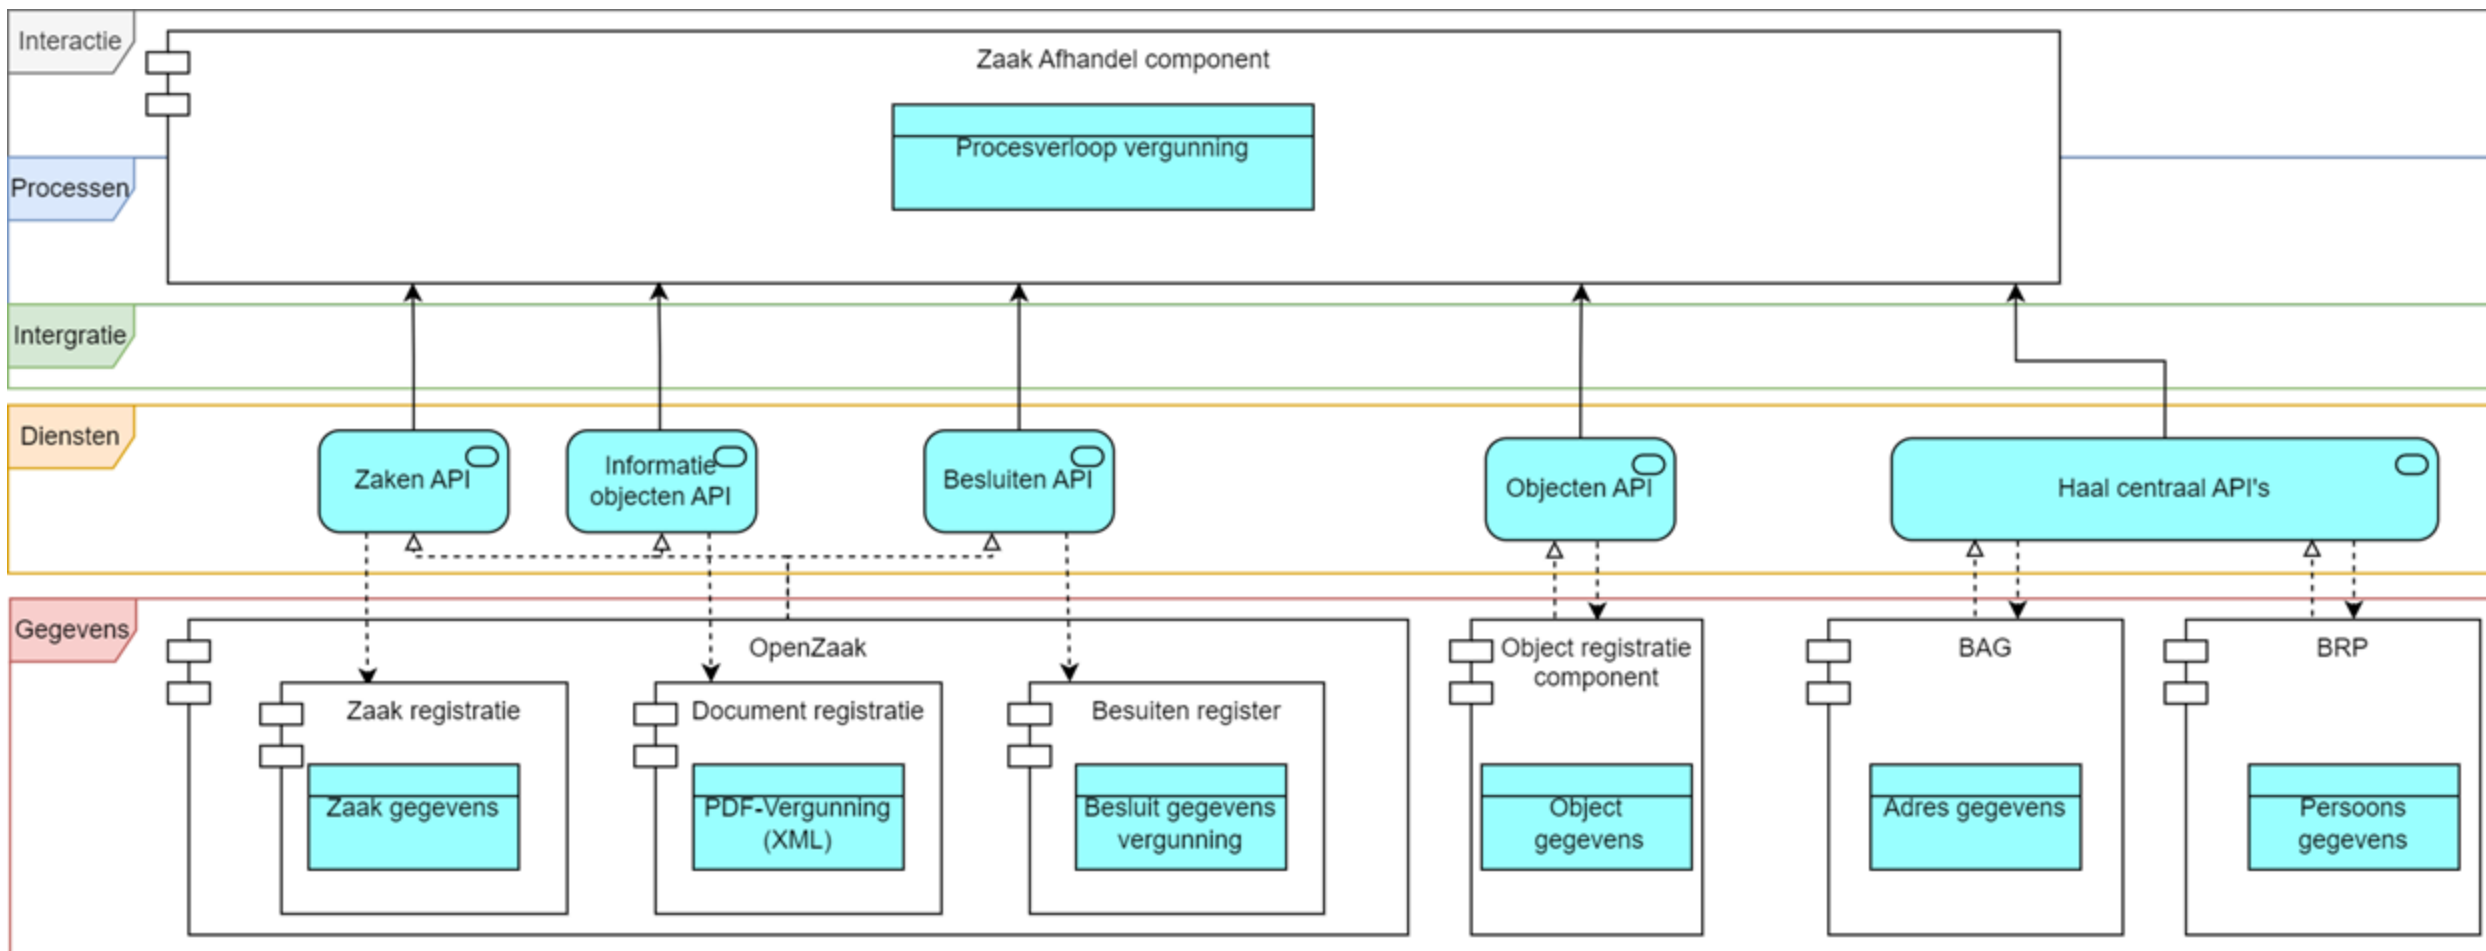 Interactie
Zaak Afhandel component
Procesverloop vergunning
Processen
Intergratie
Diensten
Zaken API
Informatie
objecten API
Besluiten API
Objecten API
Haal centraal API's
Gegevens
OpenZaak
Object registratie
component
BAG
BRP
Zaak registratie
Document registratie
Besuiten register
Zaak gegevens
PDF-Vergunning
(XML)
Besluit gegevens
vergunning
Object
gegevens
Adres gegevens
Persoons
gegevens